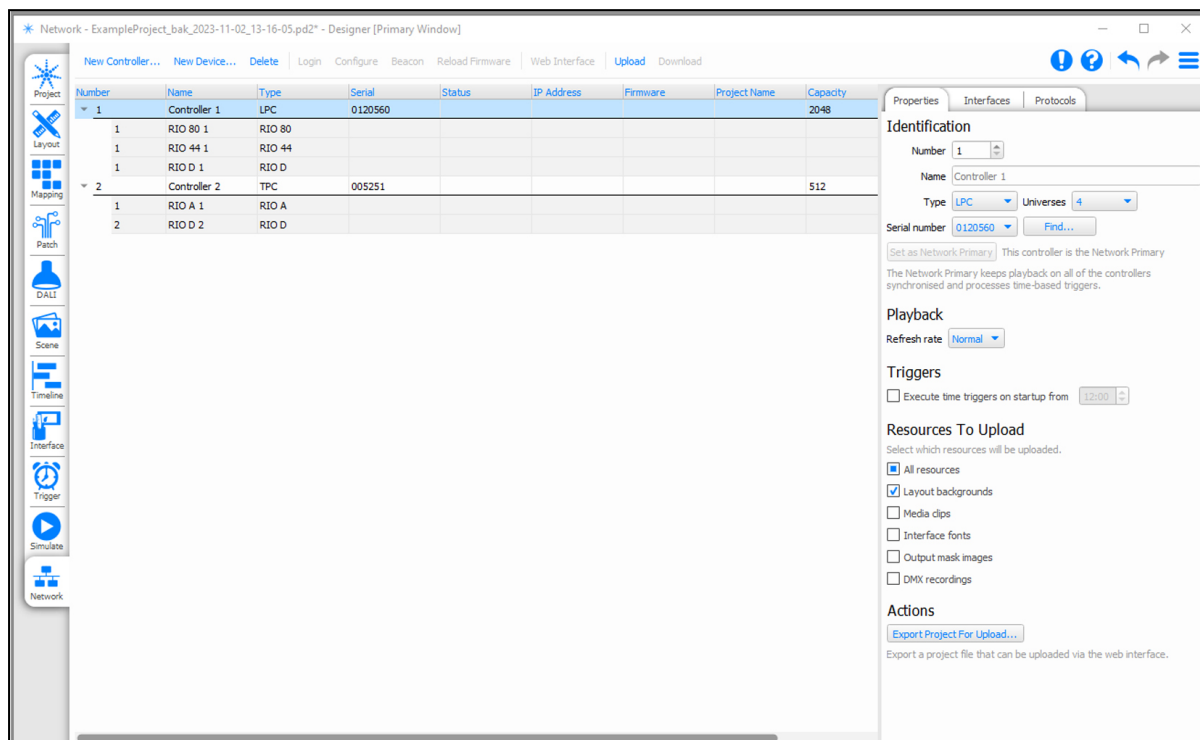 Network - ExampleProject_bak_2023-11-02_13-16-05.pd2* - Designer [Primary Window]
New Controller... New Device... Delete Login Configure Beacon Reload Firmware Web Interface Upload Download
Project
Layout
Mapping
Patch
DALI
Scene
Timeline
Interface
Trigger
Simulate
Network
Number Name Type Serial Status IP Address Firmware Project Name Capacity
1 Controller 1 LPC 0120560 2048
1 RIO 80 1 RIO 80
1 RIO 44 1 RIO 44
1 RIO D 1 RIO D
2 Controller 2 TPC 005251 512
1 RIO A 1 RIO A
2 RIO D 2 RIO D
Properties Interfaces Protocols
Identification
Number 1
Name Controller 1
Type LPC Universes 4
Serial number 0120560 Find...
Set as Network Primary This controller is the Network Primary
The Network Primary keeps playback on all of the controllers
synchronised and processes time-based triggers.
Playback
Refresh rate Normal
Triggers
Execute time triggers on startup from 12:00
Resources To Upload
Select which resources will be uploaded.
All resources
Layout backgrounds
Media clips
Interface fonts
Output mask images
DMX recordings
Actions
Export Project For Upload...
Export a project file that can be uploaded via the web interface.